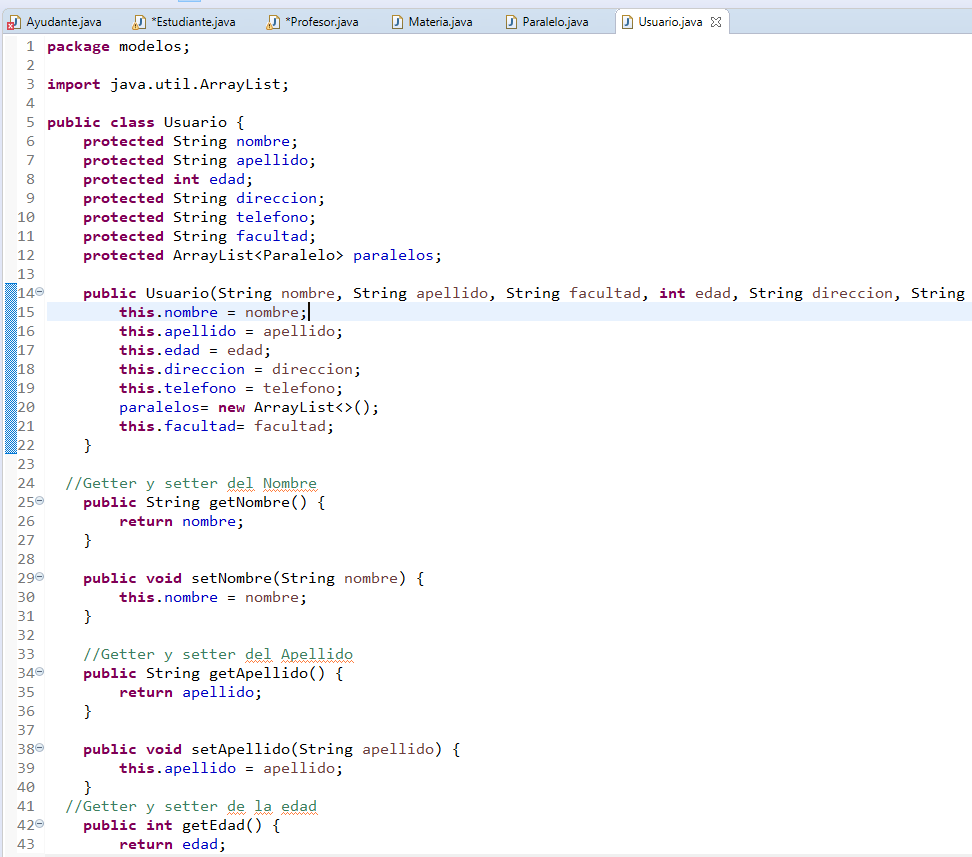 Ayudante.java *Estudiante.java *Profesor.java Materia.java Paralelo.java Usuario.java
1 package modelos;
2
3 import java.util.ArrayList;
4
5 public class Usuario {
6 protected String nombre;
7 protected String apellido;
8 protected int edad;
9 protected String direccion;
10 protected String telefono;
11 protected String facultad;
12 protected ArrayList<Paralelo> paralelos;
13
14 public Usuario(String nombre, String apellido, String facultad, int edad, String direccion, String
15 this.nombre = nombre;
16 this.apellido = apellido;
17 this.edad = edad;
18 this.direccion = direccion;
19 this.telefono = telefono;
20 paralelos= new ArrayList<>();
21 this.facultad= facultad;
22 }
23
24 //Getter y setter del Nombre
25 public String getNombre() {
26 return nombre;
27 }
28
29 public void setNombre(String nombre) {
30 this.nombre = nombre;
31 }
32
33 //Getter y setter del Apellido
34 public String getApellido() {
35 return apellido;
36 }
37
38 public void setApellido(String apellido) {
39 this.apellido = apellido;
40 }
41 //Getter y setter de la edad
42 public int getEdad() {
43 return edad;